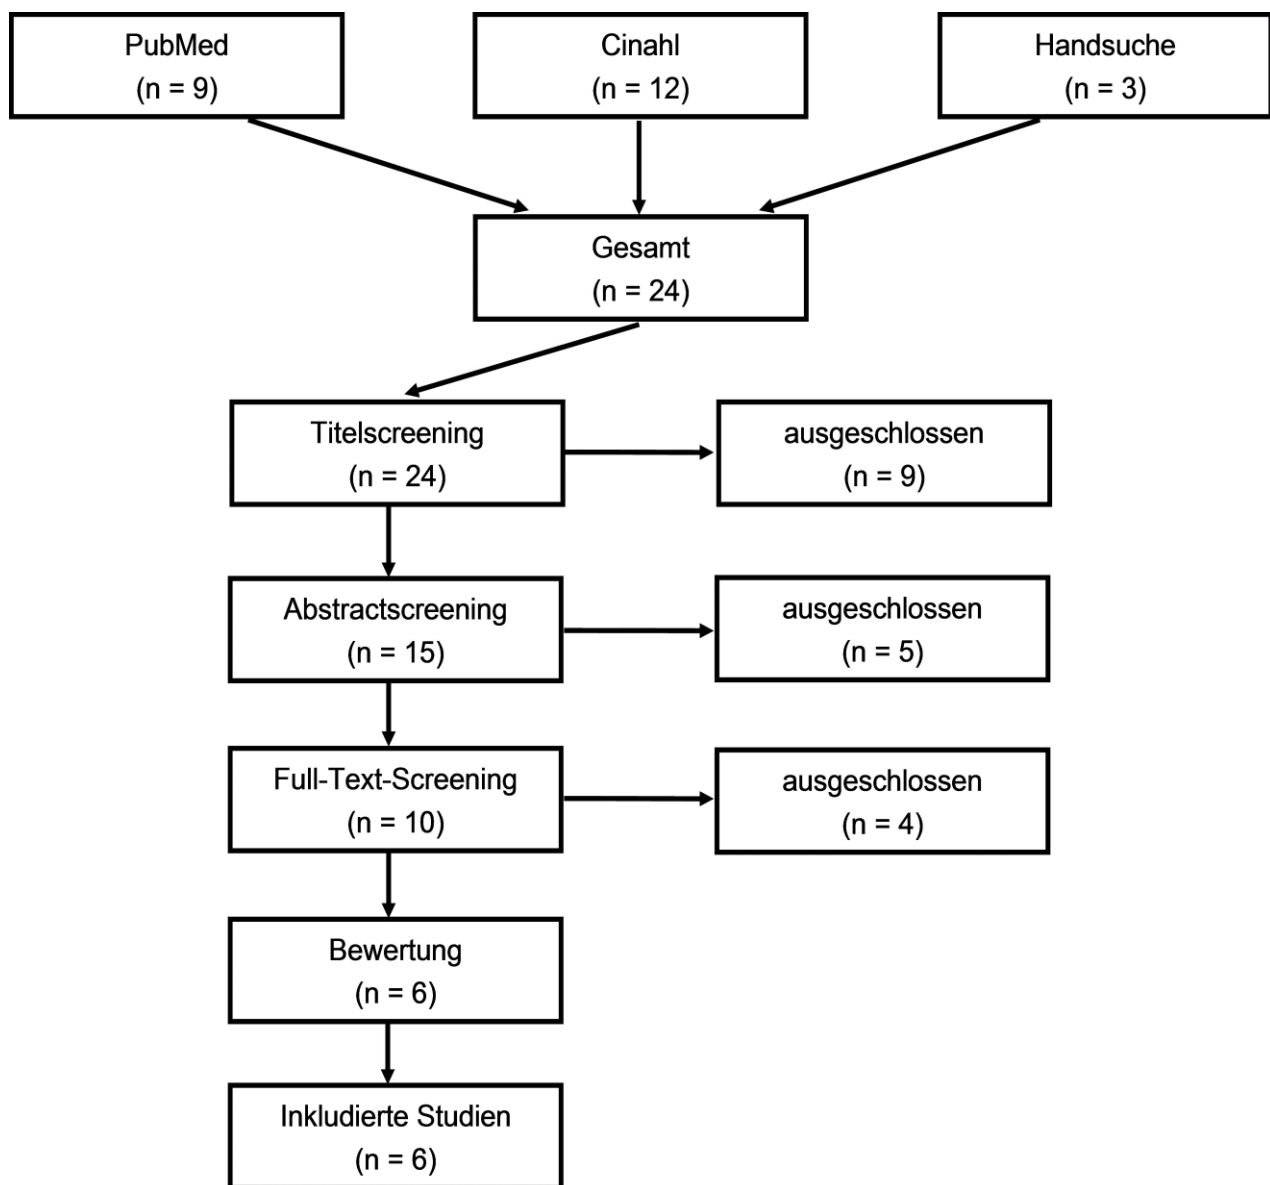 PubMed
(n = 9)
Cinahl
(n = 12)
Handsuche
(n = 3)
Gesamt
(n = 24)
Titelscreening
(n = 24)
ausgeschlossen
(n = 9)
Abstractscreening
(n = 15)
ausgeschlossen
(n = 5)
Full-Text-Screening
(n = 10)
ausgeschlossen
(n = 4)
Bewertung
(n = 6)
Inkludierte Studien
(n = 6)